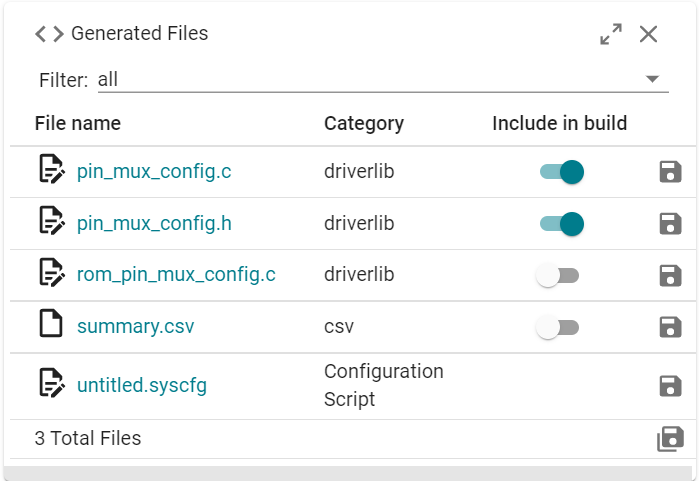 <> Generated Files
Filter: all
File name Category Include in build
pin_mux_config.c driverlib
pin_mux_config.h driverlib
rom_pin_mux_config.c driverlib
summary.csv csv
untitled.syscfg Configuration Script
3 Total Files